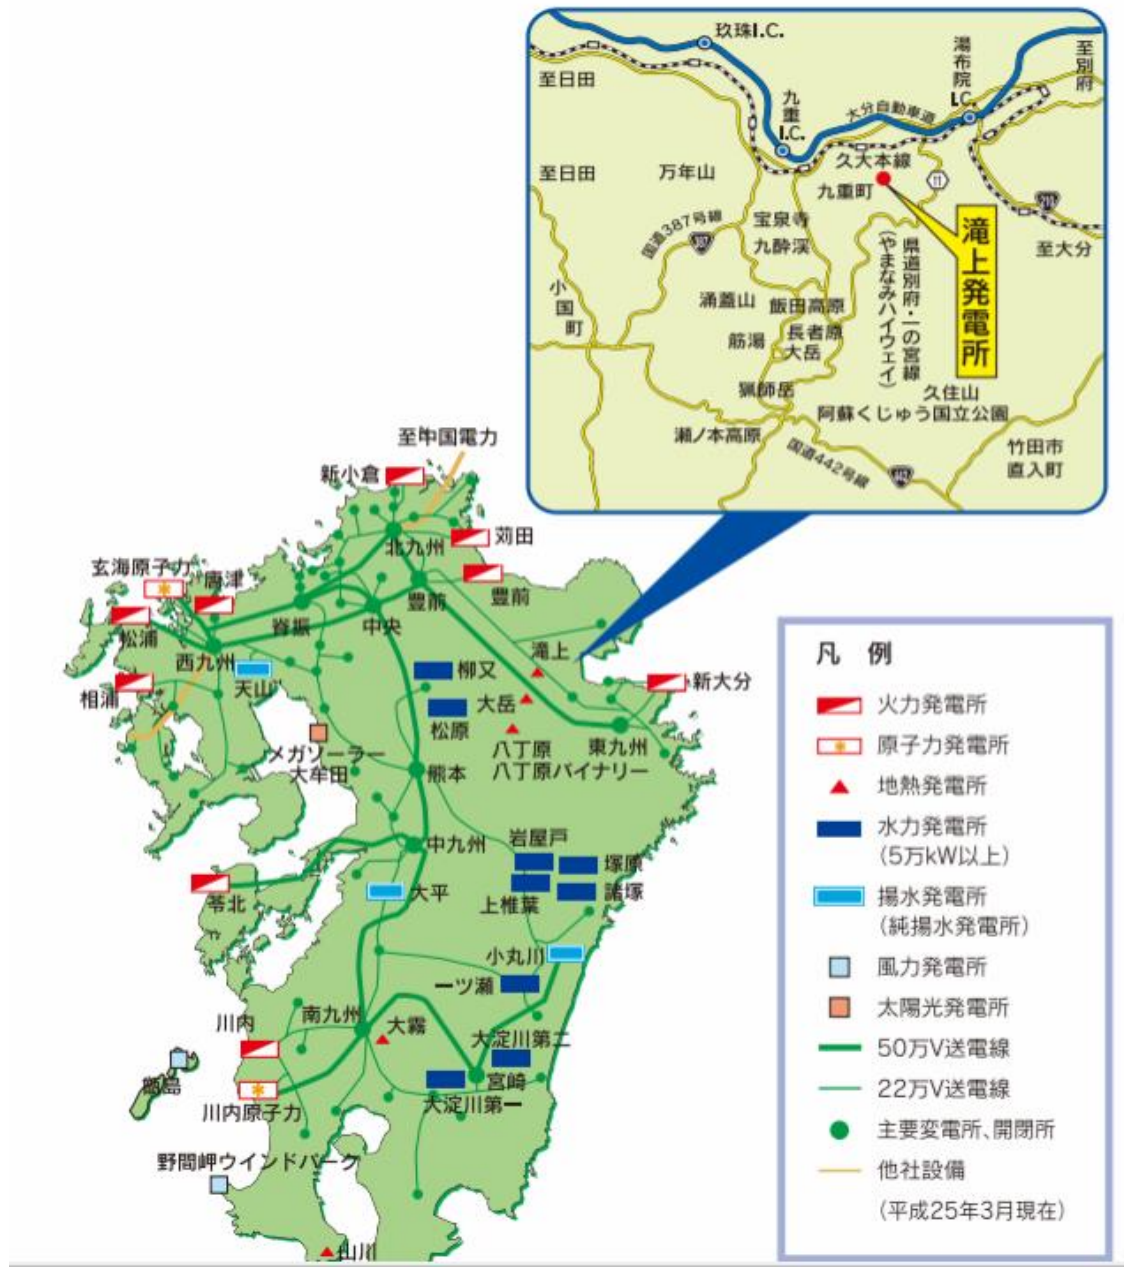 玖珠I.C.
湯布院I.C.
至別府
至日田
九重I.C.
大分自動車道
久大本線
至日田
万年山
九重町
11
210
国道387号線
387
宝泉寺
九酔渓
滝上発電所
至大分
県道別府・一の宮線
(やまなみハイウェイ)
小国町
涌蓋山
飯田高原
筋湯
長者原
大岳
猟師岳
久住山
阿蘇くじゅう国立公園
瀬ノ本高原
国道442号線
442
竹田市
直入町
至中国電力
新小倉
北九州
苅田
玄海原子力
唐津
豊前
豊前
松浦
脊振
中央
西九州
滝上
天山
柳又
相浦
大岳
新大分
松原
八丁原
八丁原バイナリー
東九州
メガソーラー
大牟田
熊本
中九州
岩屋戸
塚原
苓北
大平
上椎葉
諸塚
小丸川
一ツ瀬
川内
南九州
大霧
大淀川第二
宮崎
甑島
川内原子力
大淀川第一
野間岬ウインドパーク
山川
凡 例
火力発電所
原子力発電所
地熱発電所
水力発電所
(5万kW以上)
揚水発電所
(純揚水発電所)
風力発電所
太陽光発電所
50万V送電線
22万V送電線
主要変電所、開閉所
他社設備
(平成25年3月現在)